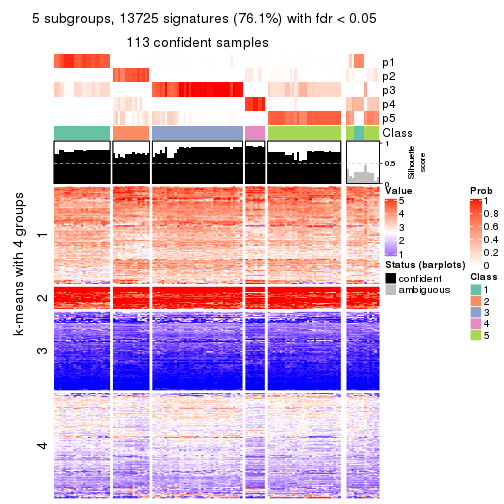 5 subgroups, 13725 signatures (76.1%) with fdr < 0.05
113 confident samples
p1
p2
p3
p4
p5
Class
1
0.5
0
Silhouette
score
k-means with 4 groups
1
2
3
4
Value
5
4
3
2
1
Status (barplots)
confident
ambiguous
Prob
1
0.8
0.6
0.4
0.2
0
Class
1
2
3
4
5